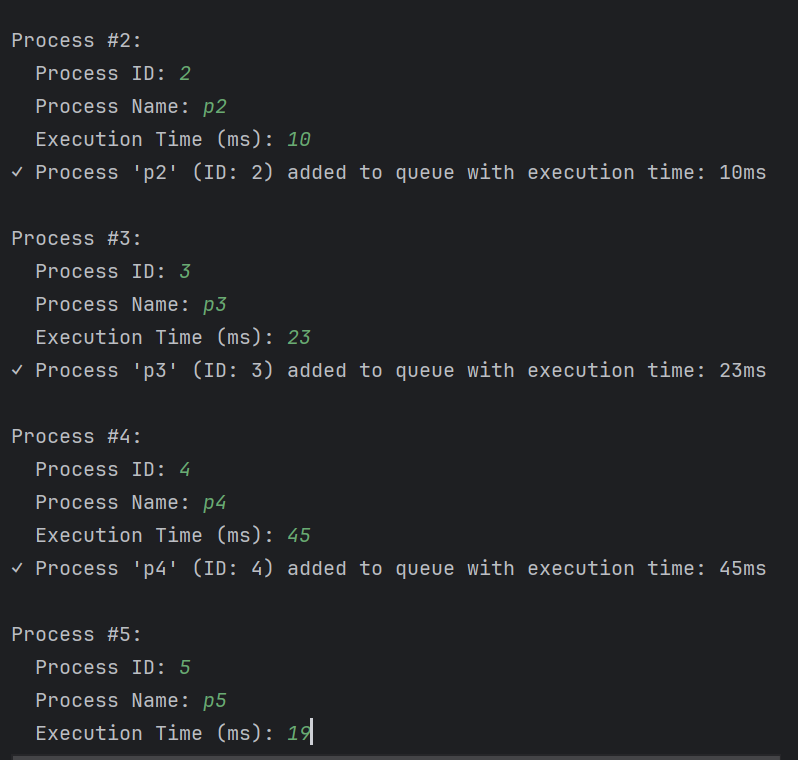 Process #2:
Process ID: 2
Process Name: p2
Execution Time (ms): 10
✓ Process 'p2' (ID: 2) added to queue with execution time: 10ms
Process #3:
Process ID: 3
Process Name: p3
Execution Time (ms): 23
✓ Process 'p3' (ID: 3) added to queue with execution time: 23ms
Process #4:
Process ID: 4
Process Name: p4
Execution Time (ms): 45
✓ Process 'p4' (ID: 4) added to queue with execution time: 45ms
Process #5:
Process ID: 5
Process Name: p5
Execution Time (ms): 19